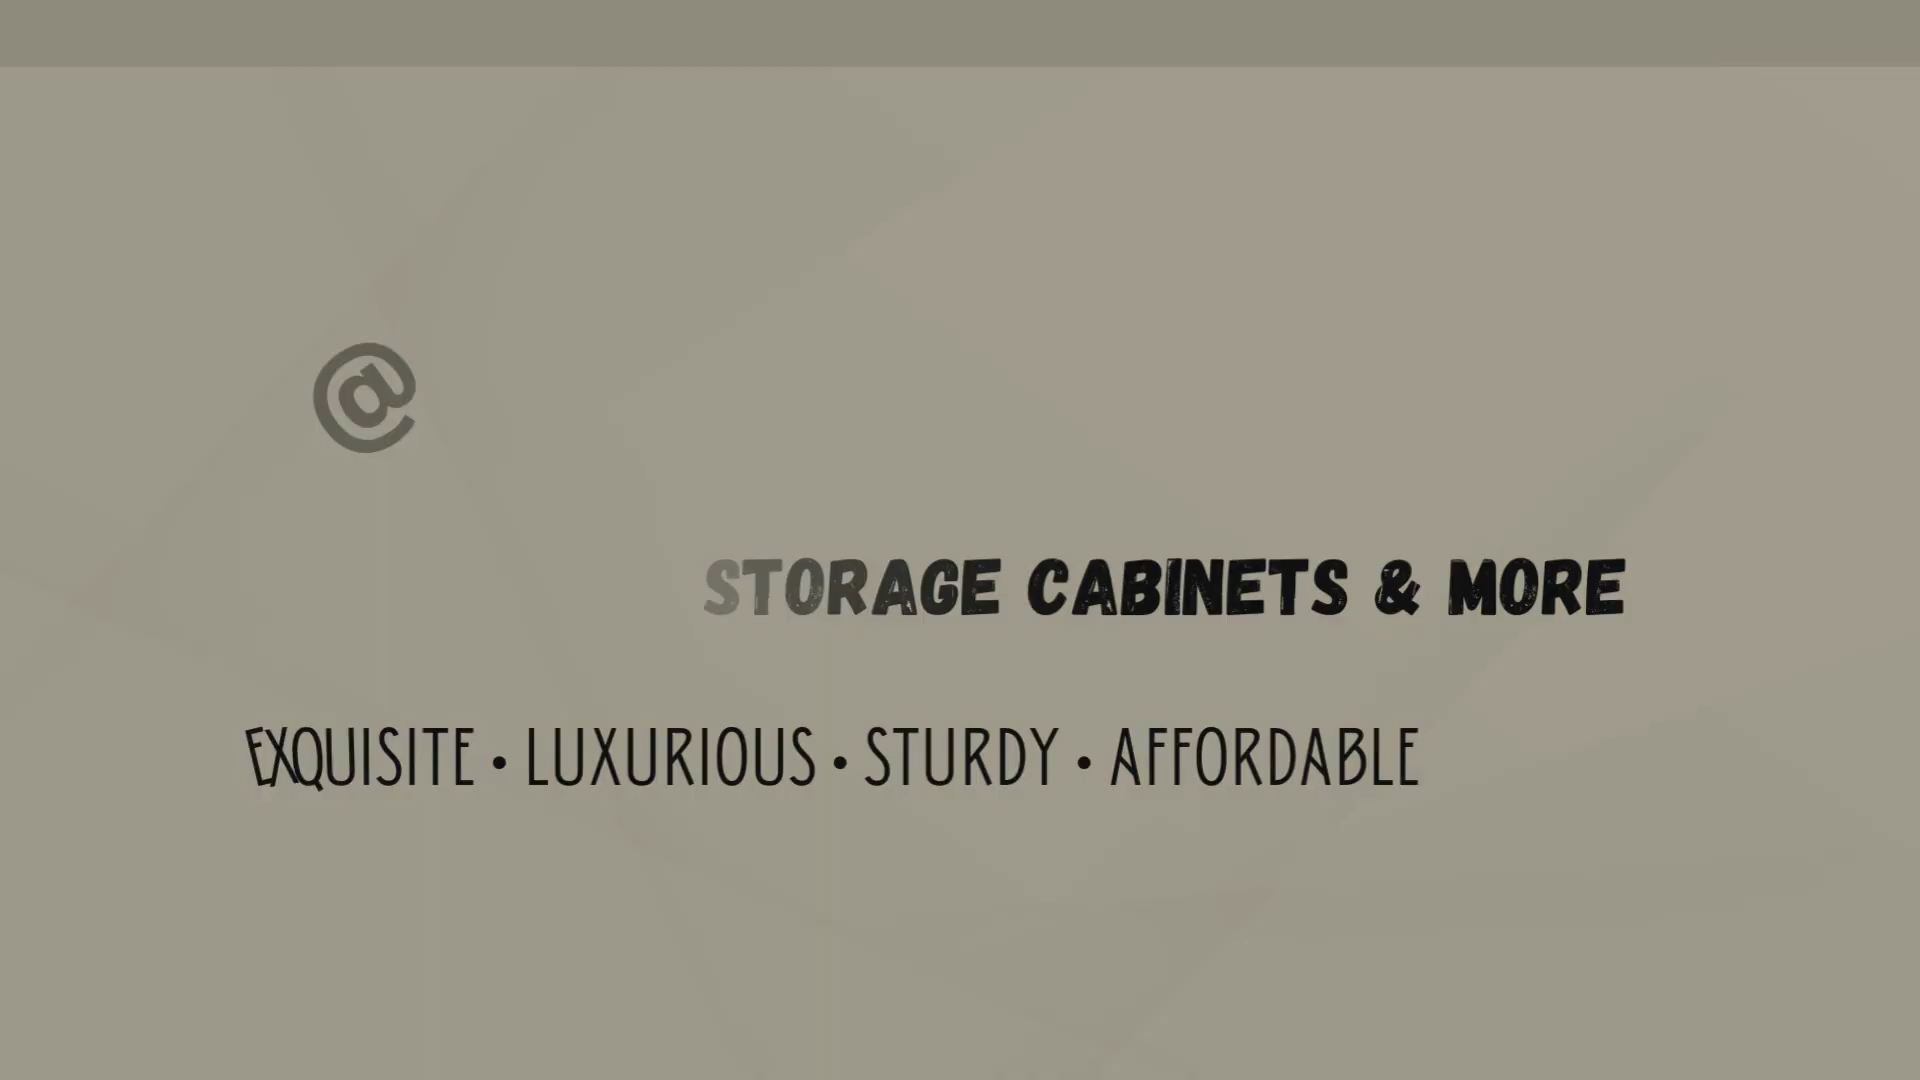 @
STORAGE CABINETS & MORE
EXQUISITE • LUXURIOUS • STURDY • AFFORDABLE